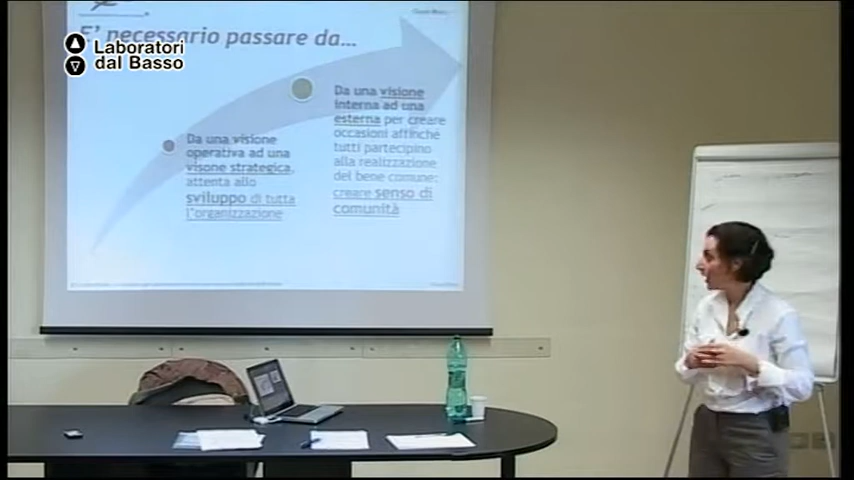 E' necessario passare da...
Laboratori
dal Basso
Da una visione
operativa ad una
visone strategica,
attenta allo
sviluppo di tutta
l'organizzazione
Da una visione
interna ad una
esterna per creare
occasioni affinchè
tutti partecipino
alla realizzazione
del bene comune:
creare senso di
comunità